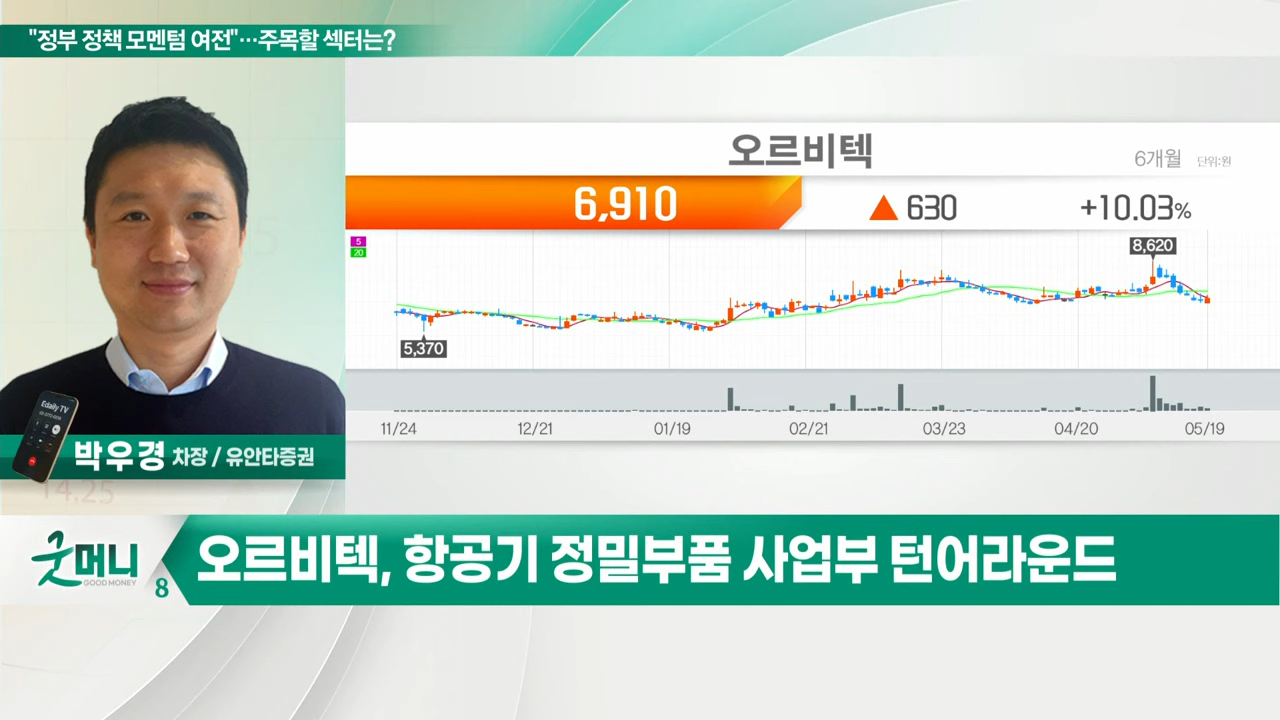 "정부 정책 모멘텀 여전"…주목할 섹터는?
오르비텍
6개월 단위:원
6,910 ▲ 630 +10.03%
5
20
8,620
5,370
11/24 12/21 01/19 02/21 03/23 04/20 05/19
Edaily TV
박우경 차장 / 유안타증권
14.25
굿머니
GOOD MONEY
8
오르비텍, 항공기 정밀부품 사업부 턴어라운드